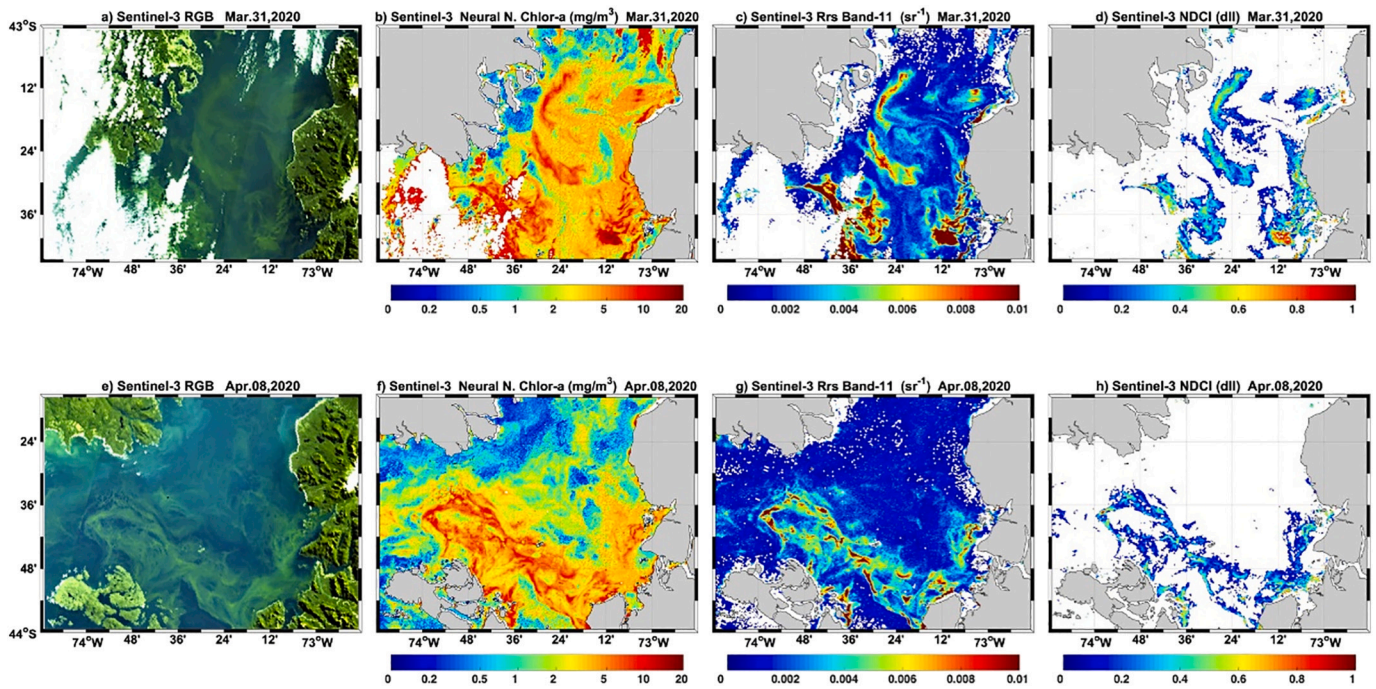 a) Sentinel-3 RGB Mar.31,2020
b) Sentinel-3 Neural N. Chlor-a (mg/m³) Mar.31,2020
c) Sentinel-3 Rrs Band-11 (sr⁻¹) Mar.31,2020
d) Sentinel-3 NDCI (dll) Mar.31,2020
43°S
12'
24'
36'
74°W 48' 36' 24' 12' 73°W
74°W 48' 36' 24' 12' 73°W
74°W 48' 36' 24' 12' 73°W
74°W 48' 36' 24' 12' 73°W
0 0.2 0.5 1 2 5 10 20
0 0.002 0.004 0.006 0.008 0.01
0 0.2 0.4 0.6 0.8 1
e) Sentinel-3 RGB Apr.08,2020
f) Sentinel-3 Neural N. Chlor-a (mg/m³) Apr.08,2020
g) Sentinel-3 Rrs Band-11 (sr⁻¹) Apr.08,2020
h) Sentinel-3 NDCI (dll) Apr.08,2020
24'
36'
48'
44°S
74°W 48' 36' 24' 12' 73°W
74°W 48' 36' 24' 12' 73°W
74°W 48' 36' 24' 12' 73°W
74°W 48' 36' 24' 12' 73°W
0 0.2 0.5 1 2 5 10 20
0 0.002 0.004 0.006 0.008 0.01
0 0.2 0.4 0.6 0.8 1